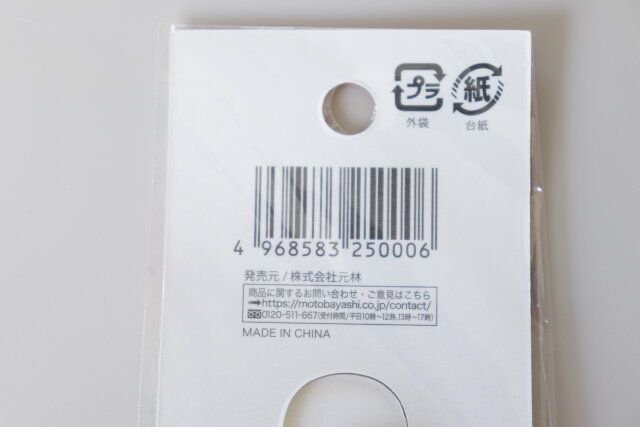 プラ 紙
外袋 台紙
4 968583 250006
発売元/株式会社元林
商品に関するお問い合わせ・ご意見はこちら
➡https://motobayashi.co.jp/contact/
0120-511-667(受付時間/平日10時～12時、13時～17時)
MADE IN CHINA